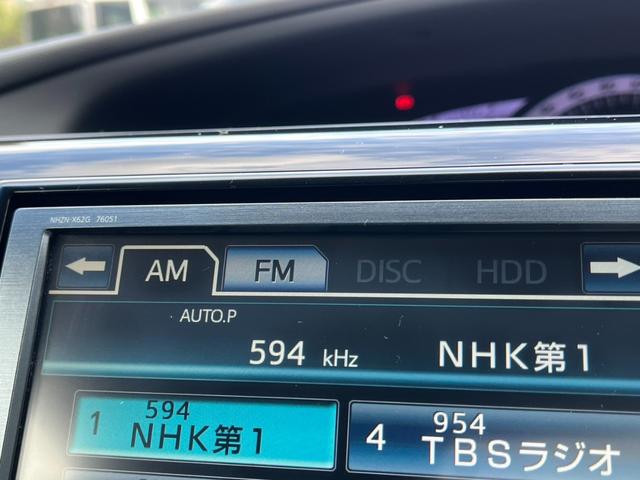 NHZN-X62G 76051
AM FM DISC HDD
AUTO.P
594 kHz NHK第1
1 594 NHK第1
4 954 TBSラジオ